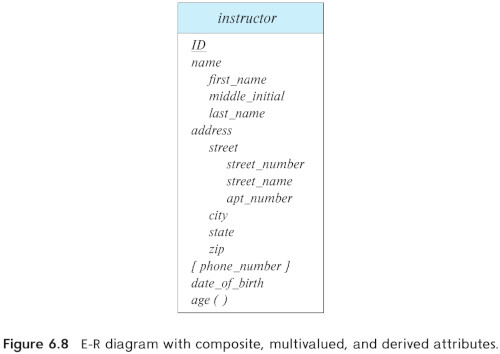 instructor
ID
name
first_name
middle_initial
last_name
address
street
street_number
street_name
apt_number
city
state
zip
[ phone_number ]
date_of_birth
age ( )
Figure 6.8 E-R diagram with composite, multivalued, and derived attributes.